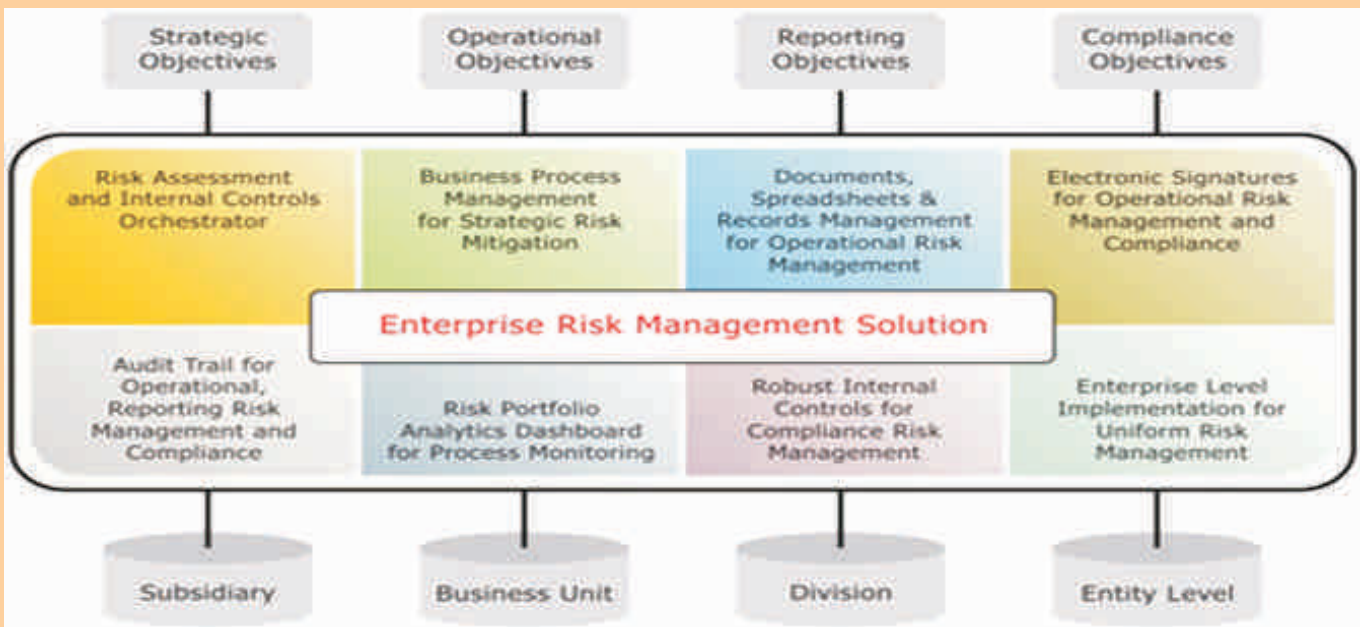 Strategic
Objectives
Operational
Objectives
Reporting
Objectives
Compliance
Objectives
Risk Assessment
and Internal Controls
Orchestrator
Business Process
Management
for Strategic Risk
Mitigation
Documents,
Spreadsheets &
Records Management
for Operational Risk
Management
Electronic Signatures
for Operational Risk
Management and
Compliance
Enterprise Risk Management Solution
Audit Trail for
Operational,
Reporting Risk
Management and
Compliance
Risk Portfolio
Analytics Dashboard
for Process Monitoring
Robust Internal
Controls for
Compliance Risk
Management
Enterprise Level
Implementation for
Uniform Risk
Management
Subsidiary
Business Unit
Division
Entity Level